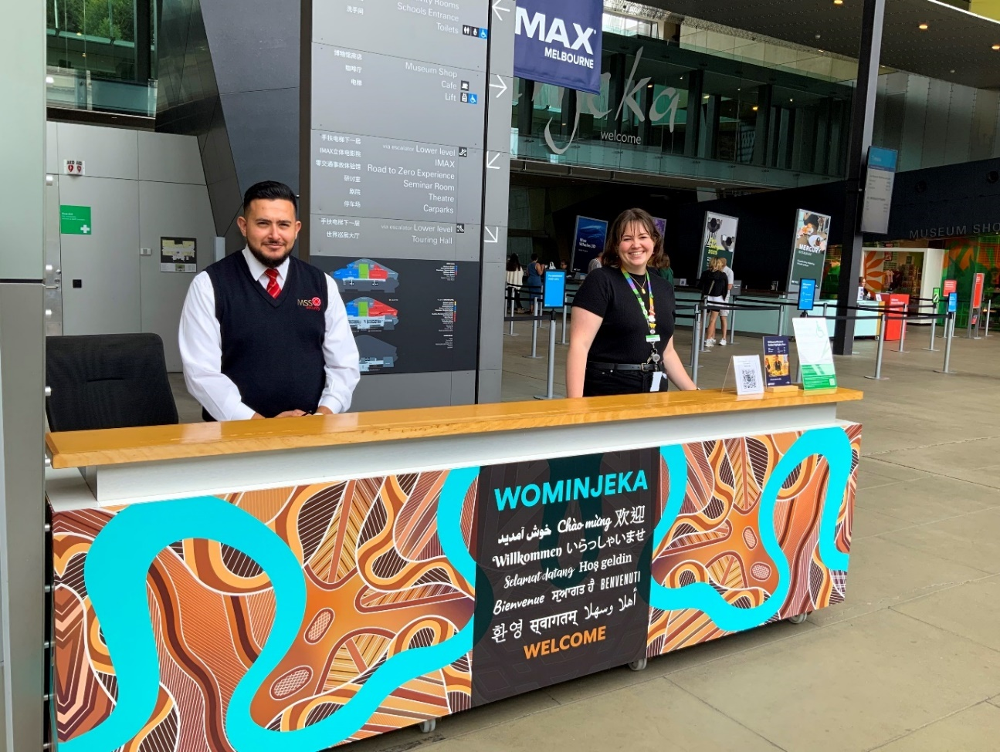 Activity Rooms
Schools Entrance
洗手间
Toilets
博物馆商店
Museum Shop
咖啡厅
Cafe
电梯
Lift
手扶电梯下一层
via escalator Lower level
IMAX立体电影院
IMAX
零交通事故体验馆
Road to Zero Experience
研讨室
Seminar Room
剧院
Theatre
停车场
Carparks
手扶电梯下一层
via escalator Lower level
世界巡展大厅
Touring Hall
IMAX
MELBOURNE
njeka
welcome
AED
MSS
security
2025
MERCURY
MUSEUM SHO
WOMINJEKA
خوش آمدید Chào mừng 欢迎
Willkommen いらっしゃいませ
Selamat datang Hoş geldin
Bienvenue ਸੁਆਗਤ ਹੈ BENVENUTI
환영 स्वागतम् أهلا وسهلا
WELCOME